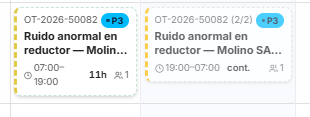 OT-2026-50082 • P3
Ruido anormal en
reductor — Molin...
07:00–
19:00 11h 1
OT-2026-50082 (2/2) • P3
Ruido anormal en
reductor — Molino SA...
19:00–07:00 cont. 1